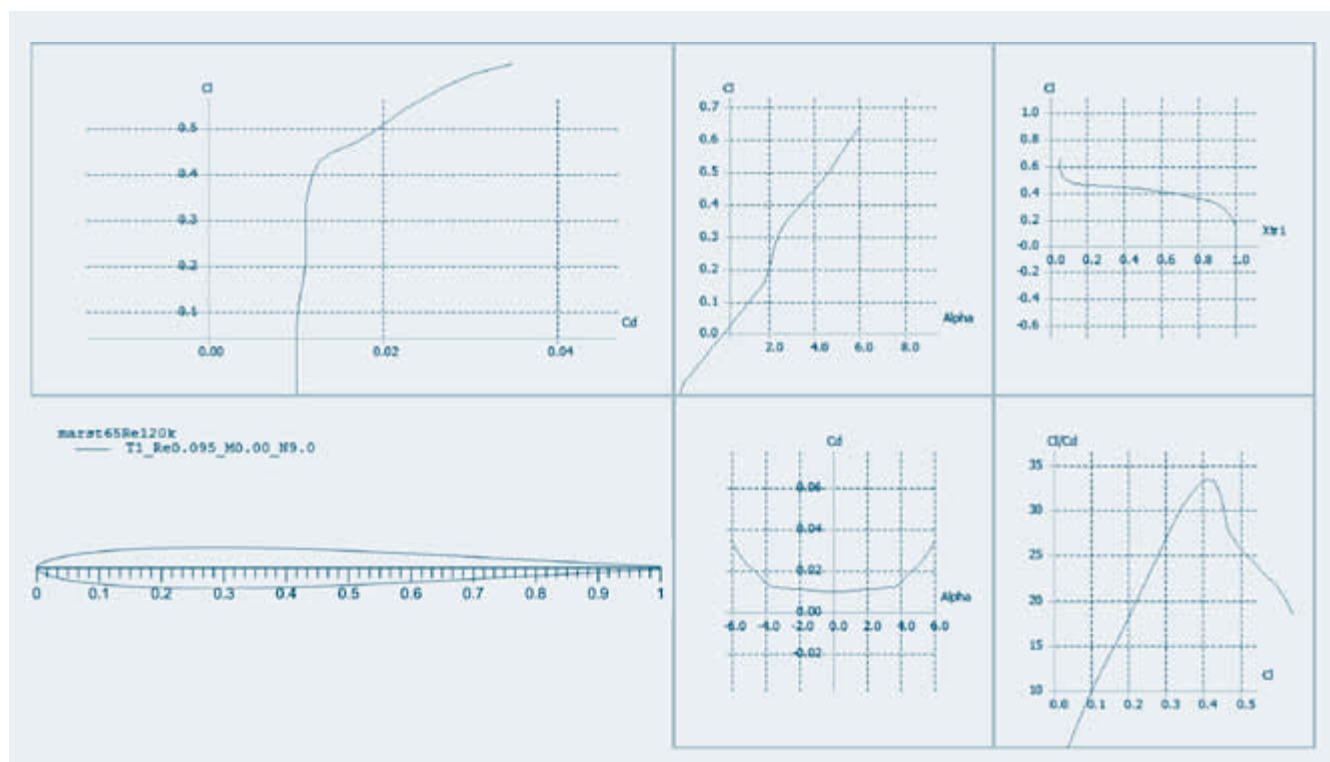 Cl
0.5
0.4
0.3
0.2
0.1
Cd
0.00 0.02 0.04
Cl
0.7
0.6
0.5
0.4
0.3
0.2
0.1
0.0
Alpha
2.0 4.0 6.0 8.0
Cl
1.0
0.8
0.6
0.4
0.2
Xtr1
-0.0
0.0 0.2 0.4 0.6 0.8 1.0
-0.2
-0.4
-0.6
marst65Re120k
T1_Re0.095_M0.00_N9.0
0 0.1 0.2 0.3 0.4 0.5 0.6 0.7 0.8 0.9 1
Cd
0.06
0.04
0.02
Alpha
0.00
-6.0 -4.0 -2.0 0.0 2.0 4.0 6.0
-0.02
Cl/Cd
35
30
25
20
15
Cl
10
0.0 0.1 0.2 0.3 0.4 0.5